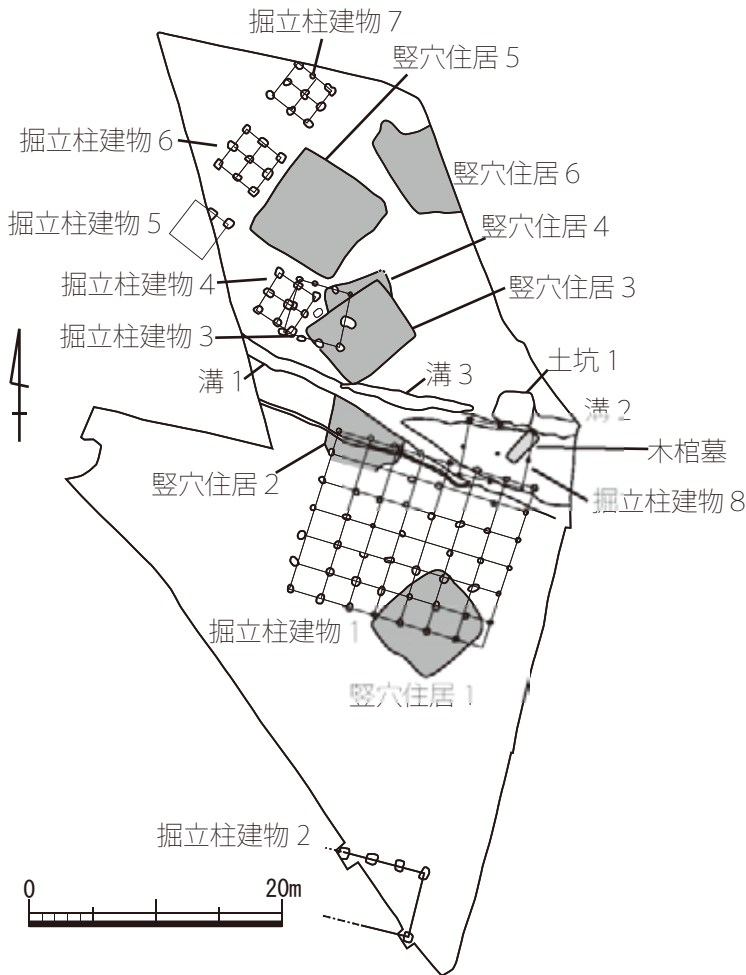 掘立柱建物 7
竪穴住居 5
掘立柱建物 6
竪穴住居 6
掘立柱建物 5
竪穴住居 4
掘立柱建物 4
竪穴住居 3
掘立柱建物 3
土坑 1
溝 1
溝 3
溝 2
木棺墓
竪穴住居 2
掘立柱建物 8
掘立柱建物 1
竪穴住居 1
掘立柱建物 2
0
20m